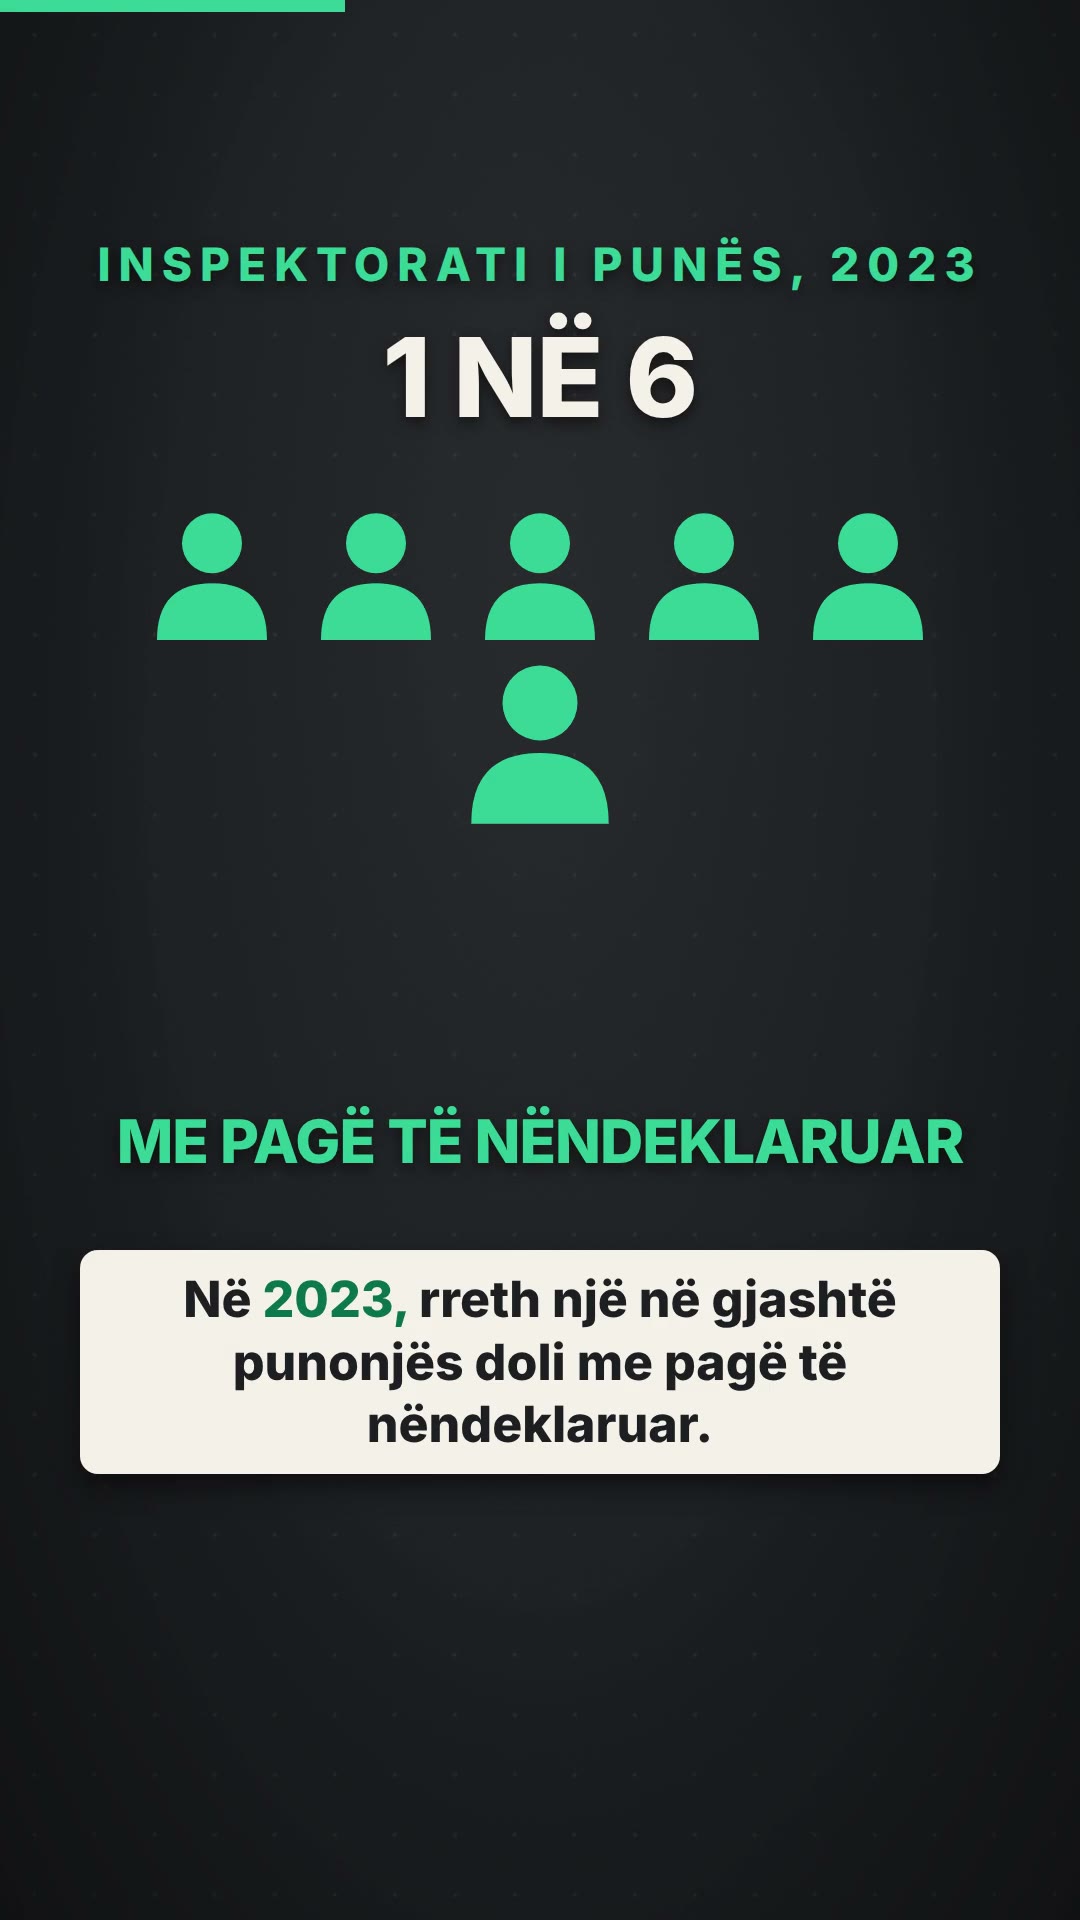 INSPEKTORATI I PUNËS, 2023
1 NË 6
ME PAGË TË NËNDEKLARUAR
Në 2023, rreth një në gjashtë
punonjës doli me pagë të
nëndeklaruar.